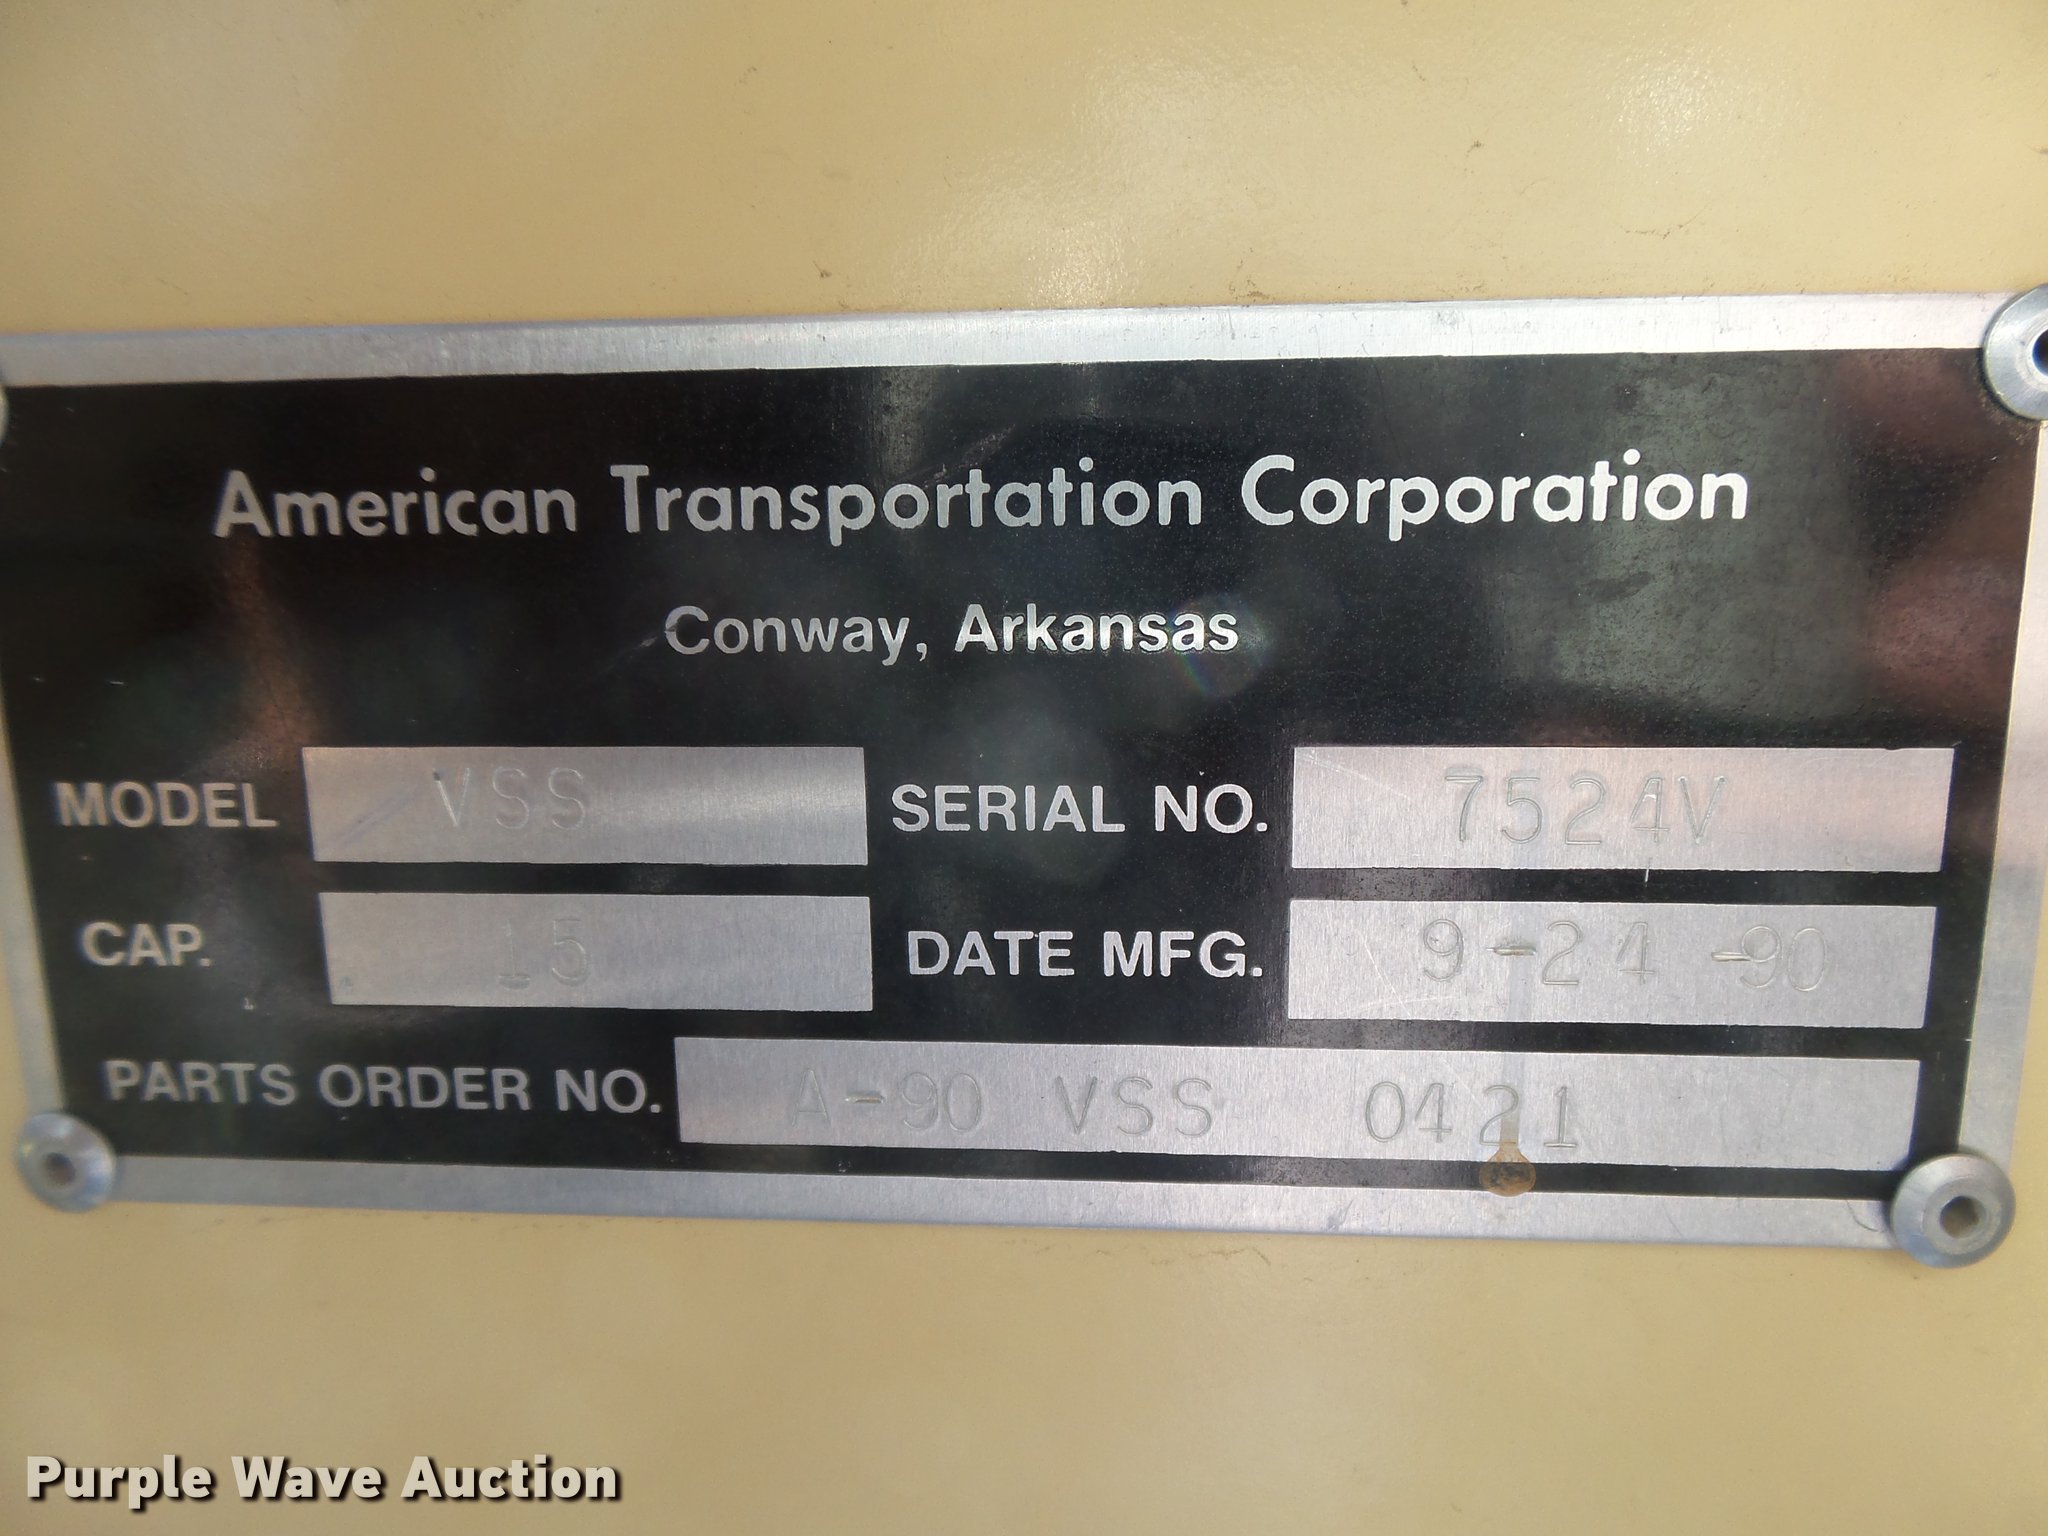 American Transportation Corporation
Conway, Arkansas
MODEL VSS SERIAL NO. 7524V
CAP. 15 DATE MFG. 9-24-90
PARTS ORDER NO. A-90 VSS 0421
Purple Wave Auction